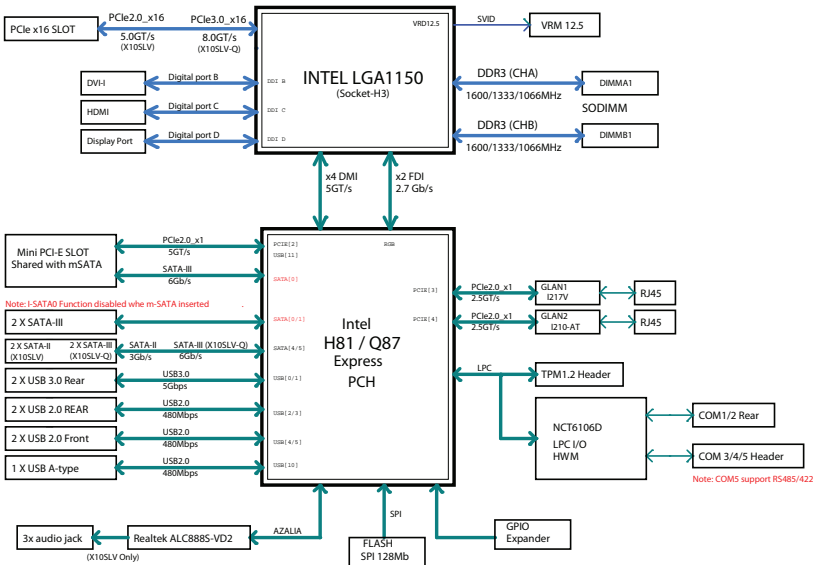 PCIe x16 SLOT
PCIe2.0_x16
5.0GT/s
(X10SLV)
PCIe3.0_x16
8.0GT/s
(X10SLV-Q)
VRD12.5
SVID
VRM 12.5
INTEL LGA1150
(Socket-H3)
DVI-I
Digital port B
DDI B
HDMI
Digital port C
DDI C
Display Port
Digital port D
DDI D
DDR3 (CHA)
1600/1333/1066MHz
DIMMA1
SODIMM
DDR3 (CHB)
1600/1333/1066MHz
DIMMB1
x4 DMI
5GT/s
x2 FDI
2.7 Gb/s
Mini PCI-E SLOT
Shared with mSATA
PCIe2.0_x1
5GT/s
SATA-III
6Gb/s
PCIE[2]
USB[11]
RGB
SATA[0]
Note: I-SATA0 Function disabled whe m-SATA inserted .
2 X SATA-III
SATA[0/1]
2 X SATA-II
(X10SLV)
2 X SATA-III
(X10SLV-Q)
SATA-II
3Gb/s
SATA-III (X10SLV-Q)
6Gb/s
SATA[4/5]
2 X USB 3.0 Rear
USB3.0
5Gbps
USB[0/1]
2 X USB 2.0 REAR
USB2.0
480Mbps
USB[2/3]
2 X USB 2.0 Front
USB2.0
480Mbps
USB[4/5]
1 X USB A-type
USB2.0
480Mbps
USB[10]
Intel
H81 / Q87
Express
PCH
PCIE[3]
PCIe2.0_x1
2.5GT/s
GLAN1
I217V
RJ45
PCIE[4]
PCIe2.0_x1
2.5GT/s
GLAN2
I210-AT
RJ45
LPC
TPM1.2 Header
NCT6106D
LPC I/O
HWM
COM1/2 Rear
COM 3/4/5 Header
Note: COM5 support RS485/422
3x audio jack
(X10SLV Only)
Realtek ALC888S-VD2
AZALIA
SPI
FLASH
SPI 128Mb
GPIO
Expander